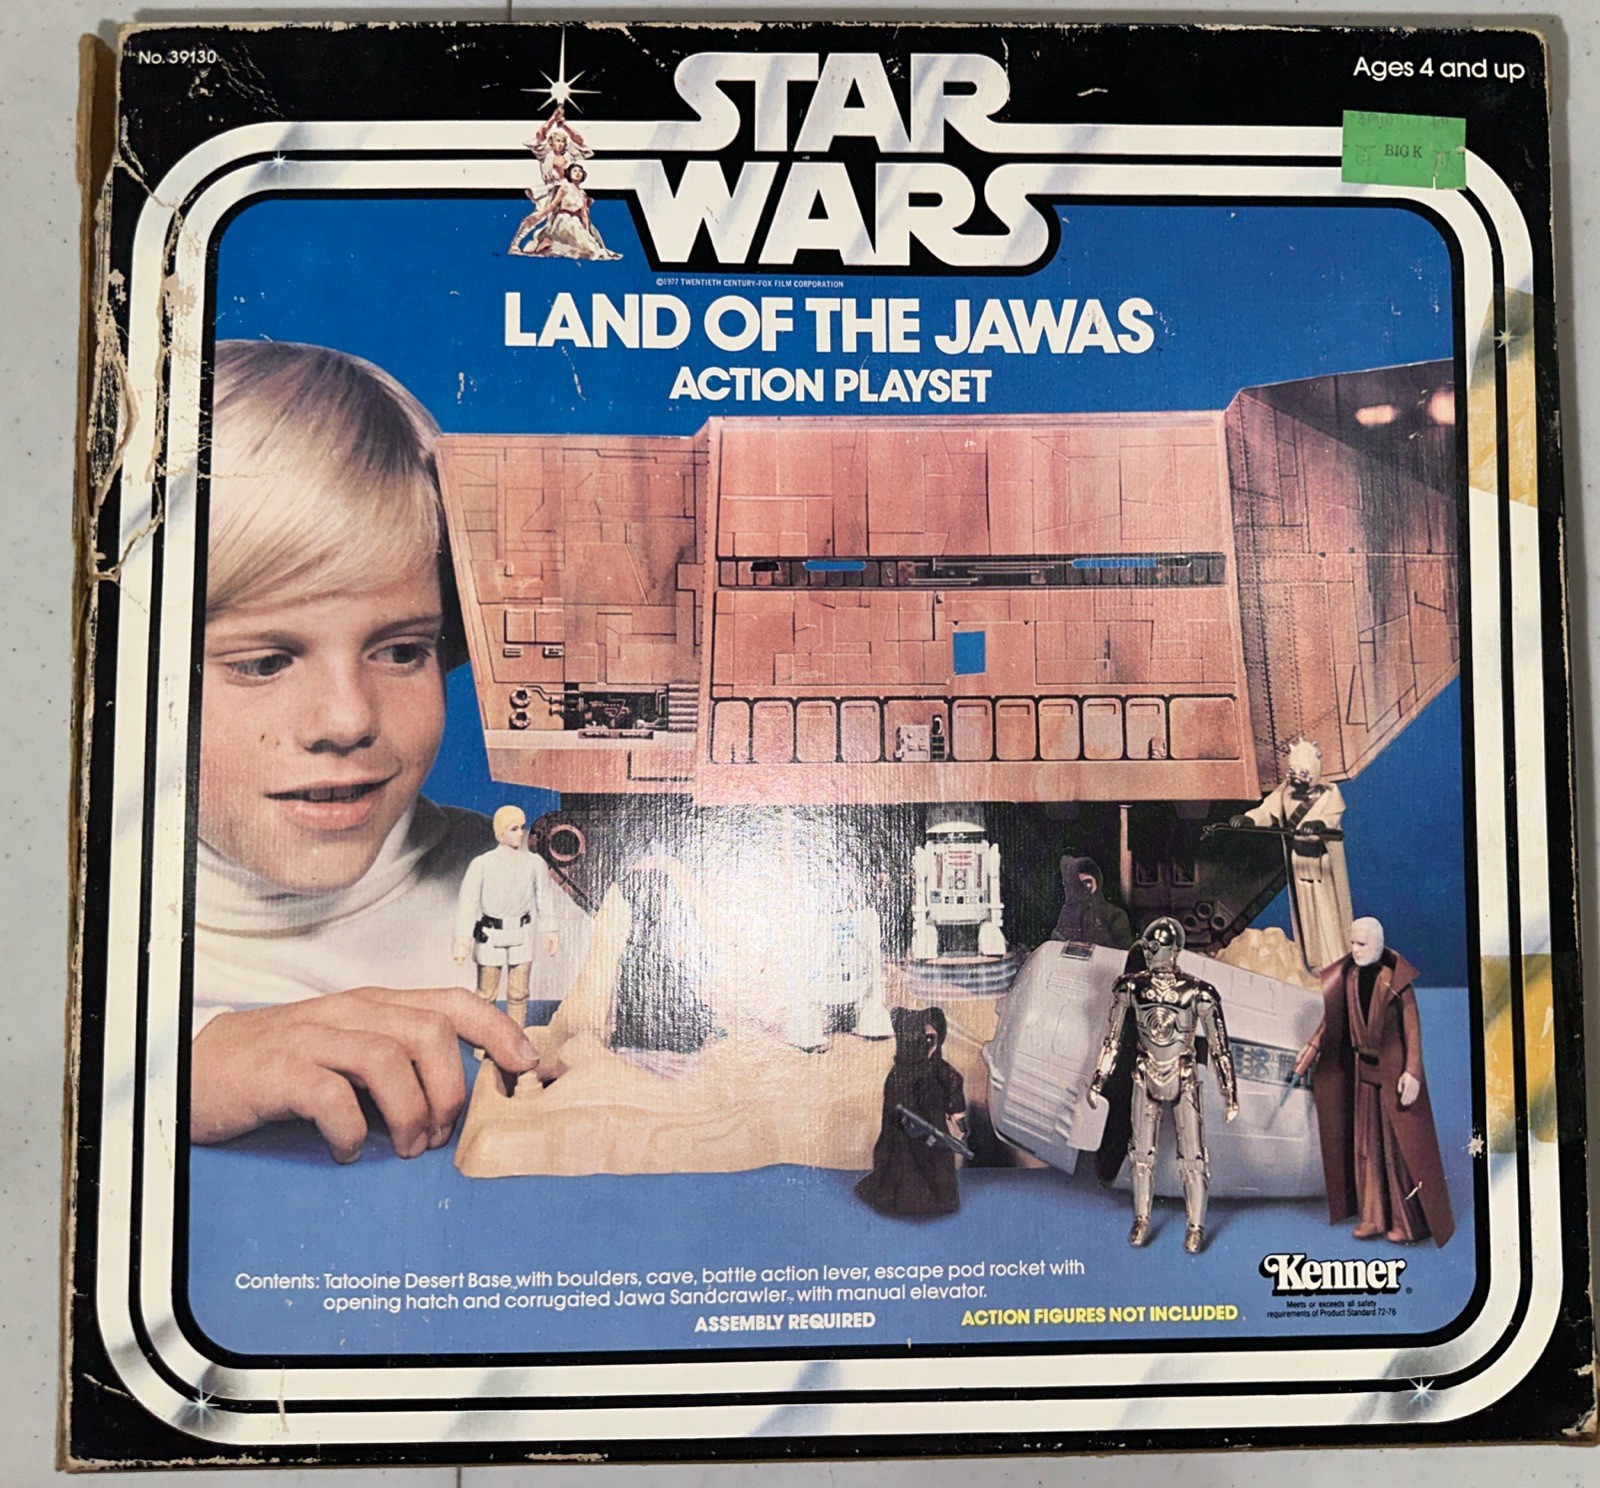 No. 39130
STAR
WARS
Ages 4 and up
BIG K
©1977 TWENTIETH CENTURY-FOX FILM CORPORATION
LAND OF THE JAWAS
ACTION PLAYSET
Contents: Tatooine Desert Base with boulders, cave, battle action lever, escape pod rocket with
opening hatch and corrugated Jawa Sandcrawler™ with manual elevator.
ASSEMBLY REQUIRED
ACTION FIGURES NOT INCLUDED
Kenner®
Meets or exceeds all safety
requirements of Product Standard 72-76